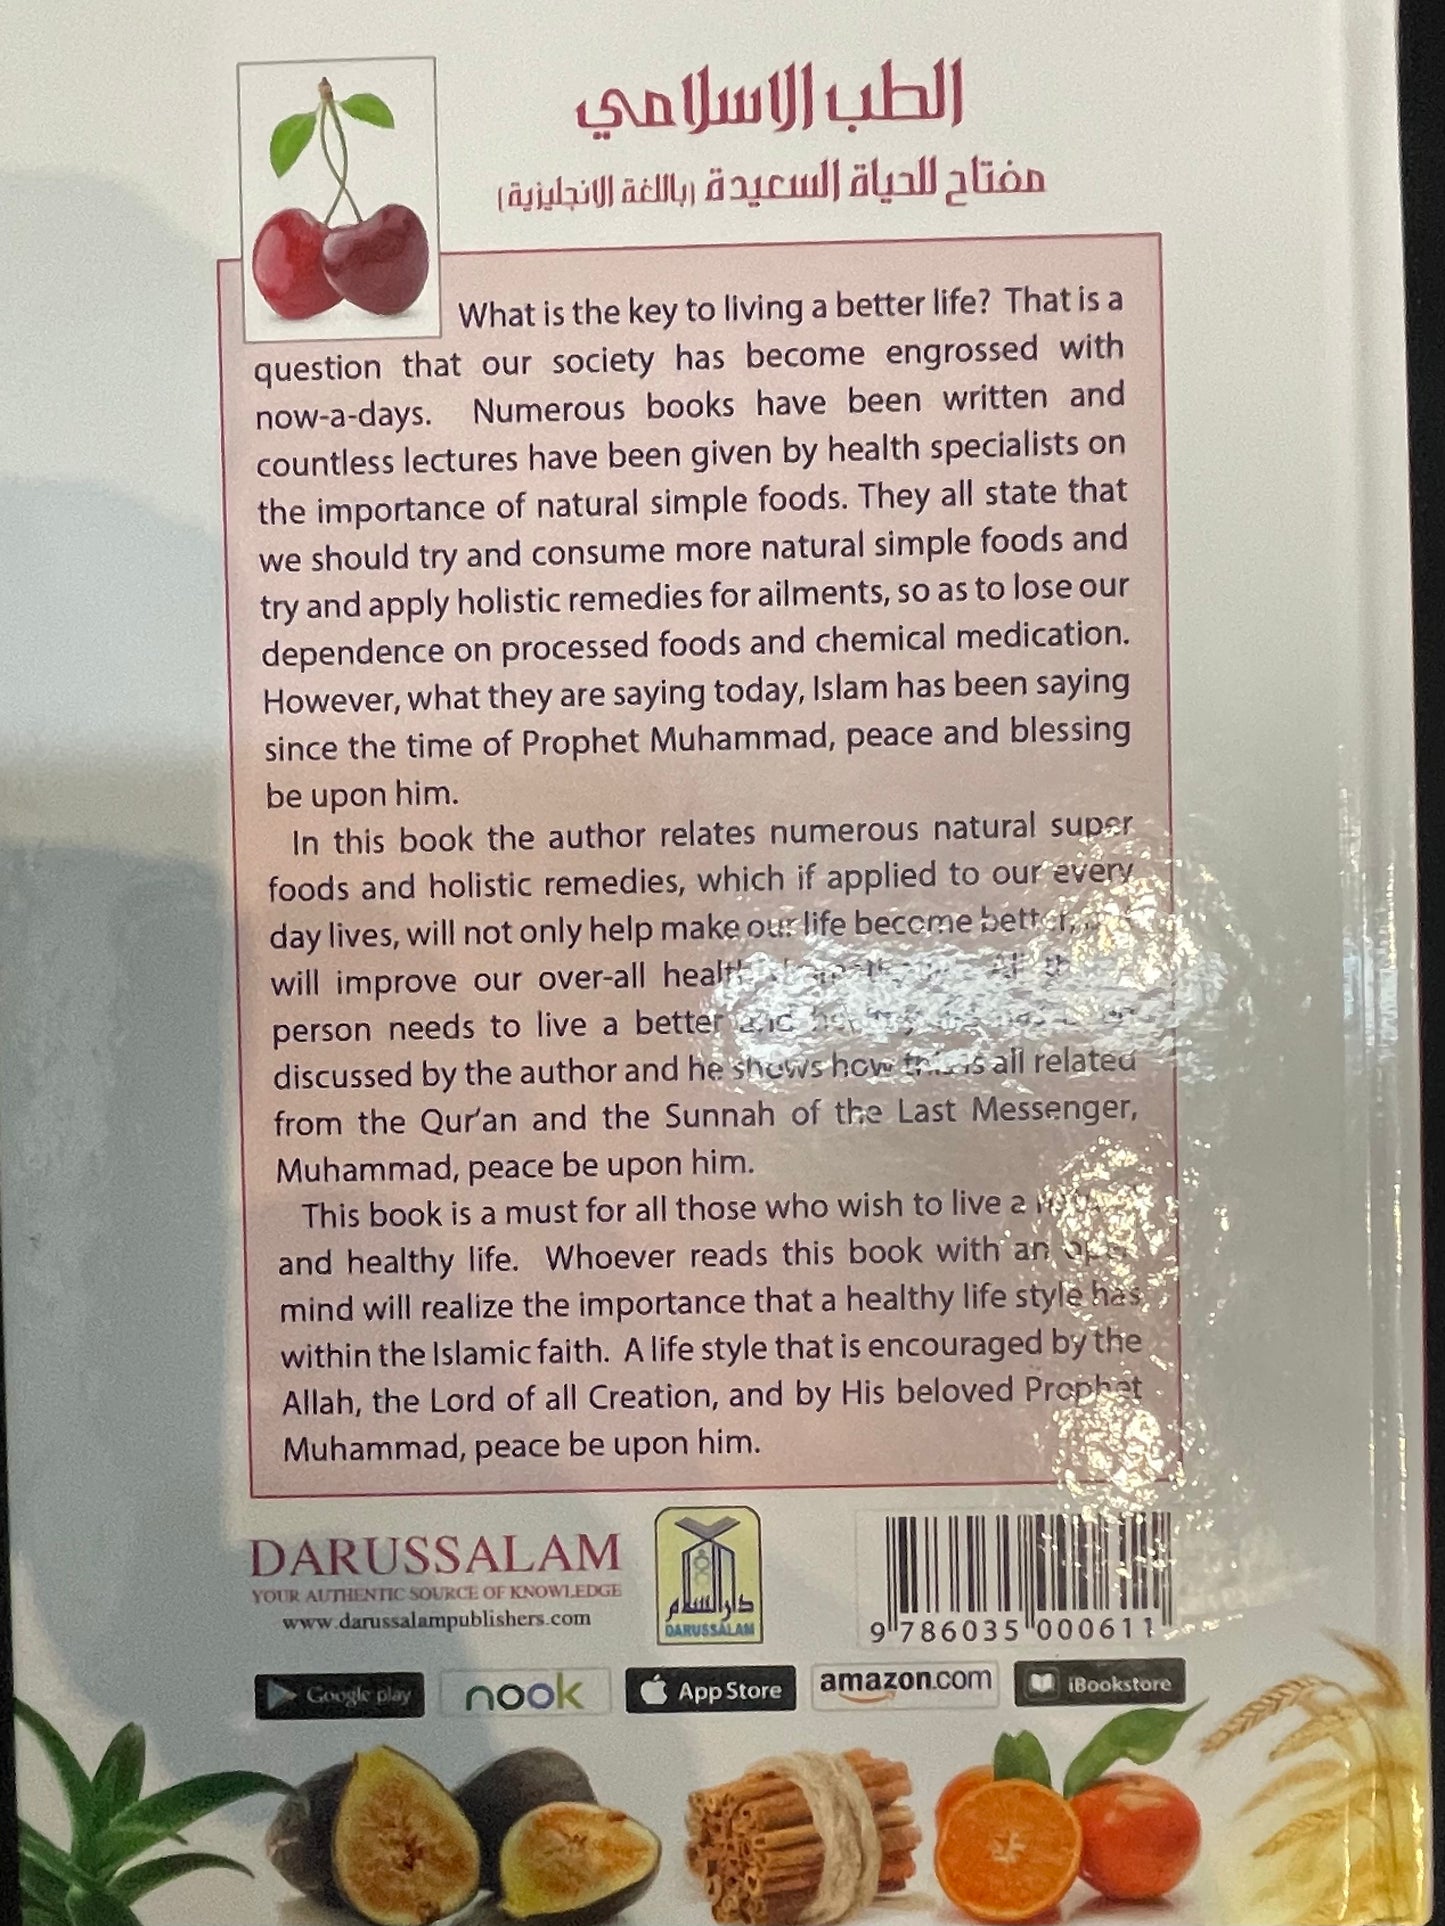 الطب الاسلامي
مفتاح للحياة السعيدة (باللغة الانجليزية)
What is the key to living a better life? That is a
question that our society has become engrossed with
now-a-days. Numerous books have been written and
countless lectures have been given by health specialists on
the importance of natural simple foods. They all state that
we should try and consume more natural simple foods and
try and apply holistic remedies for ailments, so as to lose our
dependence on processed foods and chemical medication.
However, what they are saying today, Islam has been saying
since the time of Prophet Muhammad, peace and blessing
be upon him.
In this book the author relates numerous natural super
foods and holistic remedies, which if applied to our every
day lives, will not only help make our life become better,
will improve our over-all
person needs to live a better and
discussed by the author and he shows how this is all related
from the Qur'an and the Sunnah of the Last Messenger,
Muhammad, peace be upon him.
This book is a must for all those who wish to live a
and healthy life. Whoever reads this book with an open
mind will realize the importance that a healthy life style has
within the Islamic faith. A life style that is encouraged by the
Allah, the Lord of all Creation, and by His beloved Prophet
Muhammad, peace be upon him.
DARUSSALAM
YOUR AUTHENTIC SOURCE OF KNOWLEDGE
www.darussalampublishers.com
دارالسلام
DARUSSALAM
9 786035 000611
Google play
nook
App Store
amazon.com
iBookstore